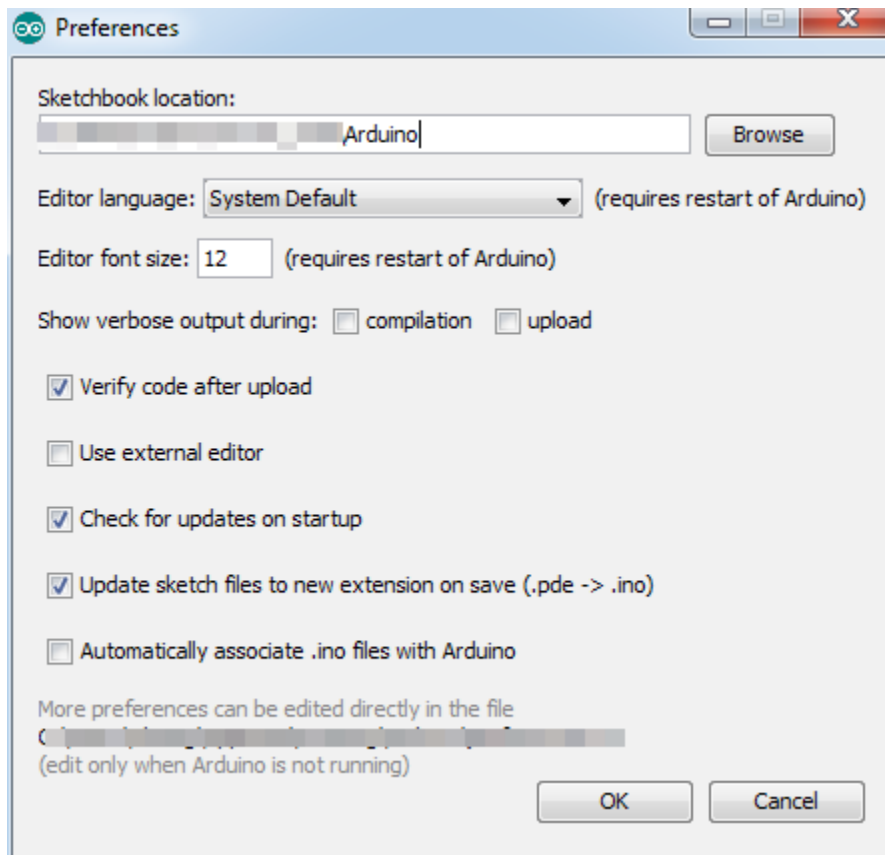 Preferences
Sketchbook location:
Arduino
Browse
Editor language: System Default (requires restart of Arduino)
Editor font size: 12 (requires restart of Arduino)
Show verbose output during: compilation upload
Verify code after upload
Use external editor
Check for updates on startup
Update sketch files to new extension on save (.pde -> .ino)
Automatically associate .ino files with Arduino
More preferences can be edited directly in the file
(edit only when Arduino is not running)
OK Cancel